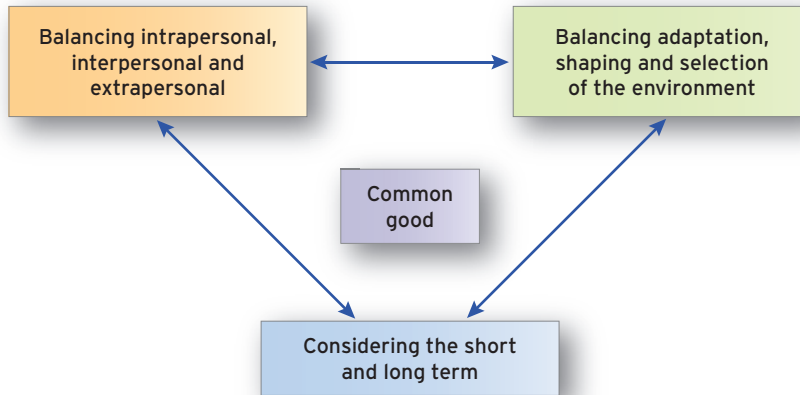 Balancing intrapersonal,
interpersonal and
extrapersonal
Balancing adaptation,
shaping and selection
of the environment
Common
good
Considering the short
and long term